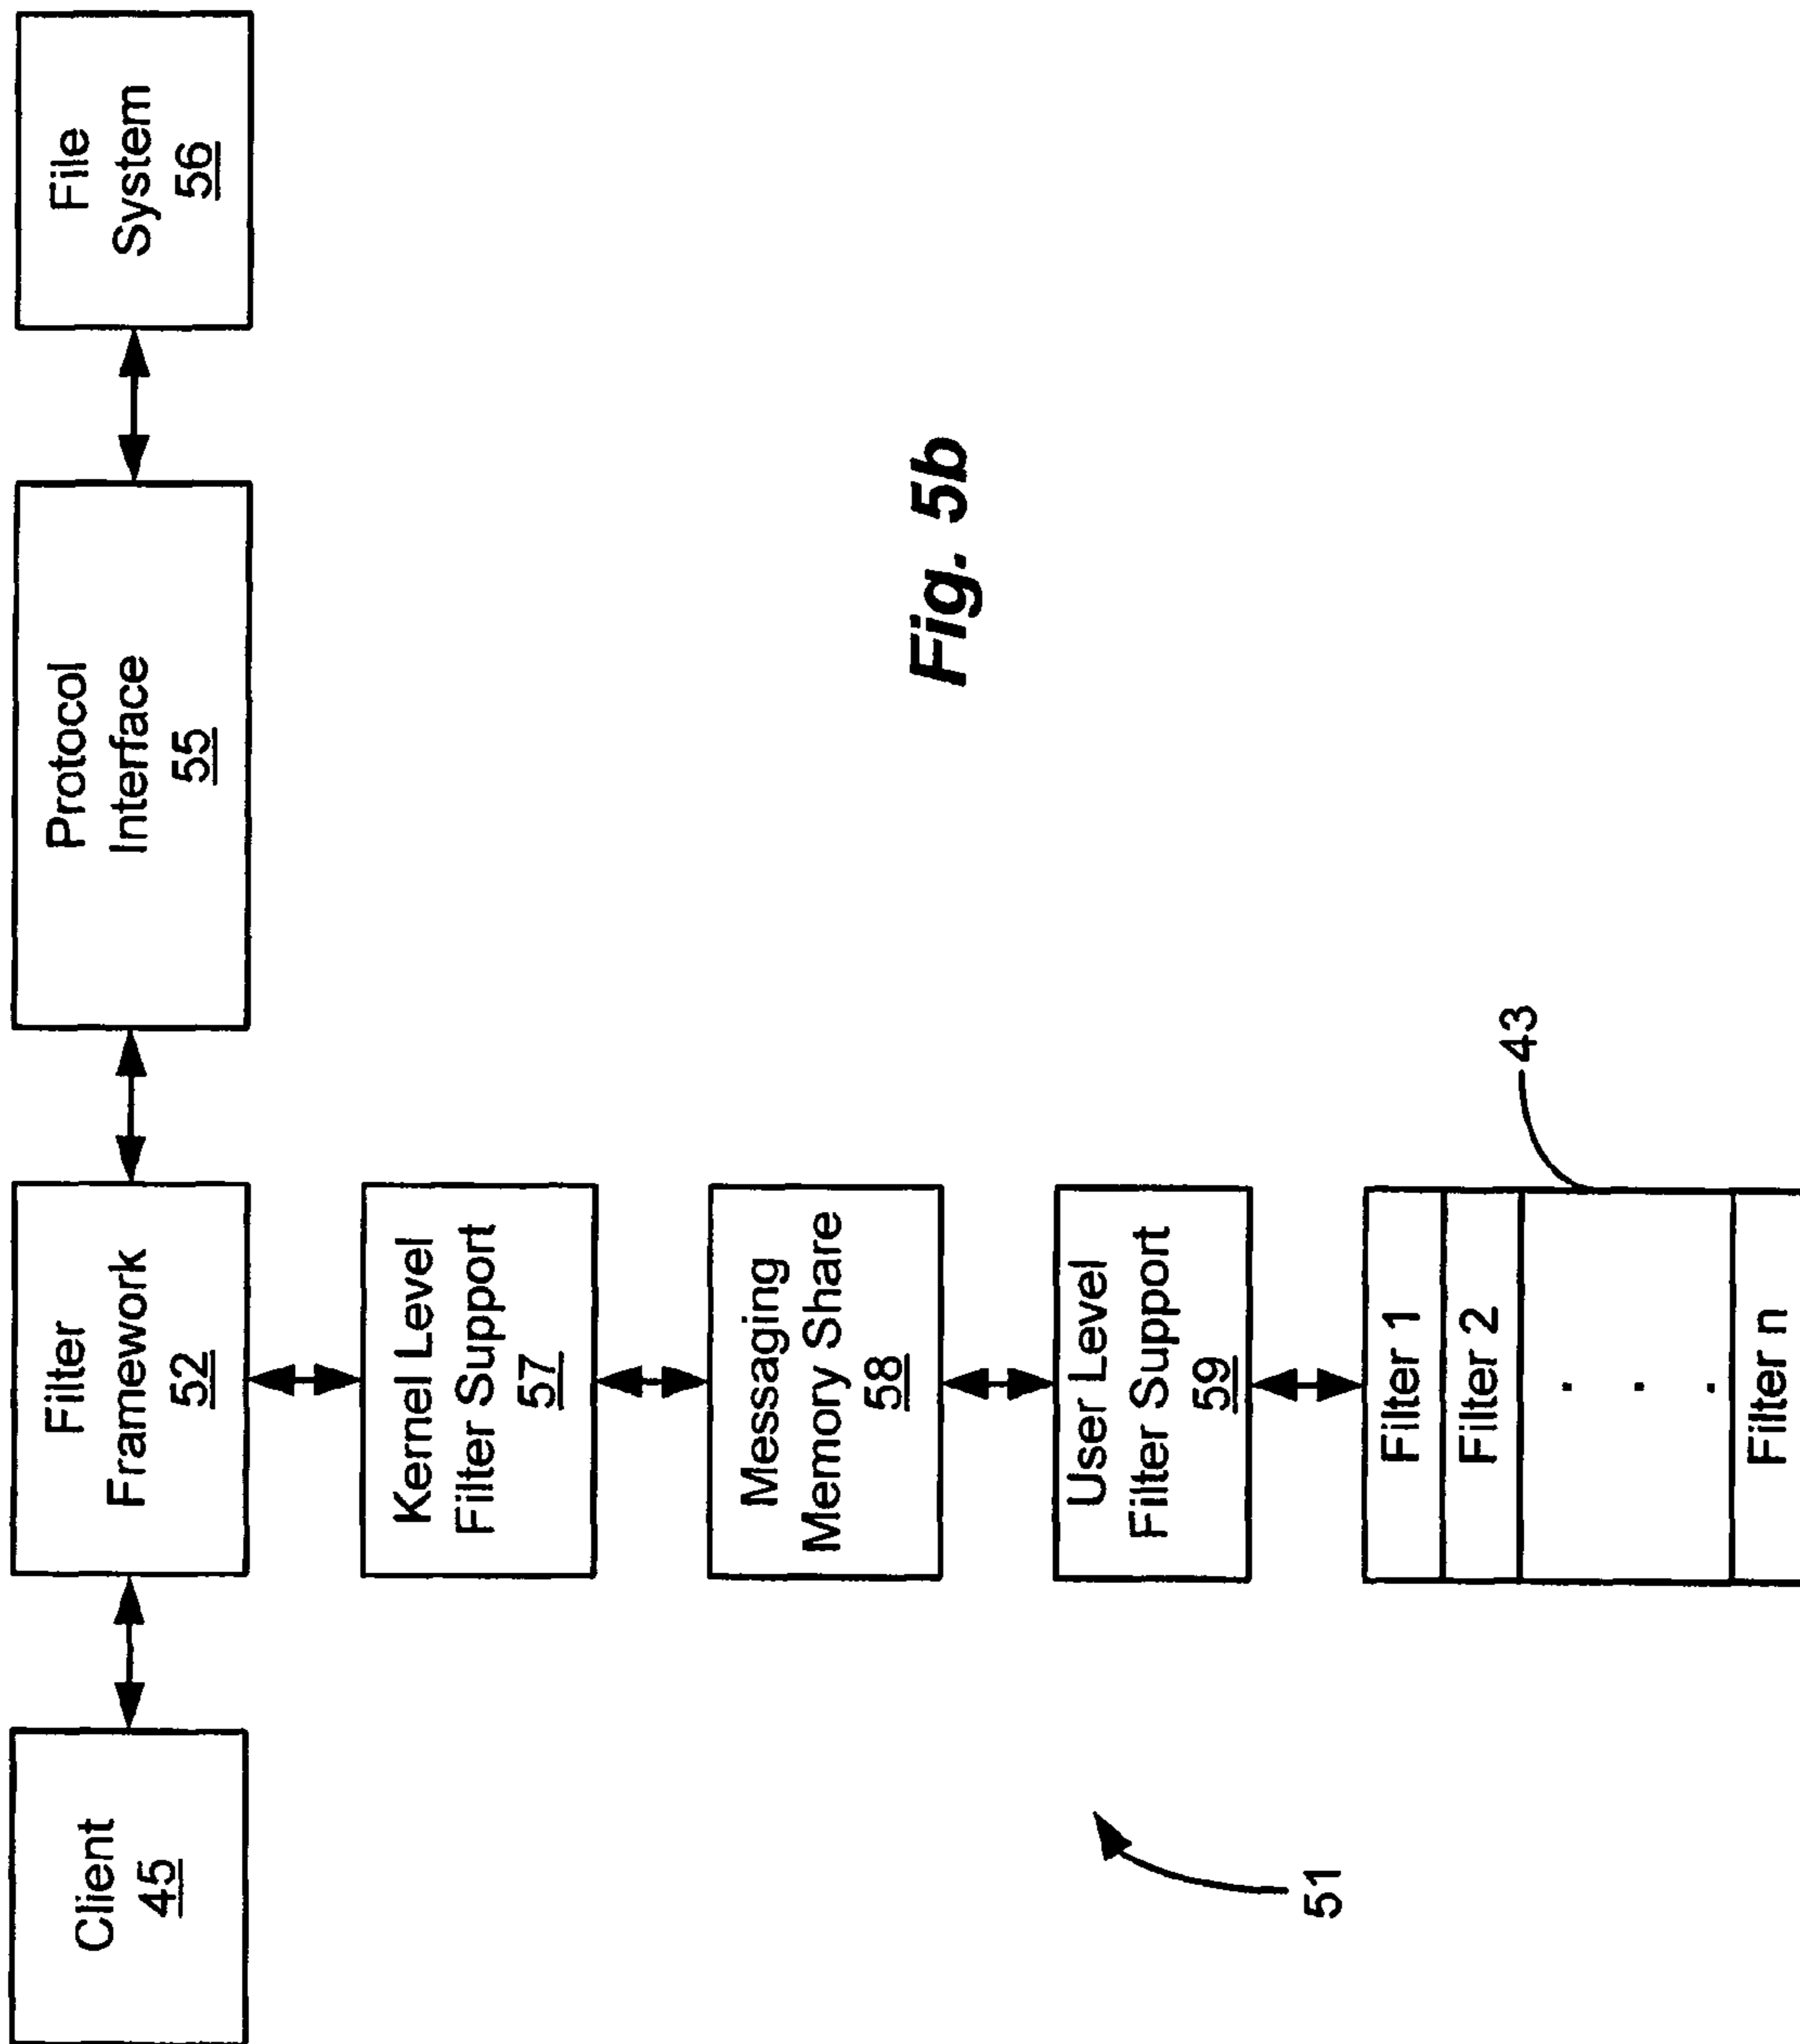 Client
45
Filter
Framework
52
Protocol
Interface
55
File
System
56
Kernel Level
Filter Support
57
Messaging
Memory Share
58
User Level
Filter Support
59
Filter 1
Filter 2
.
.
.
Filter n
43
51
Fig. 5b